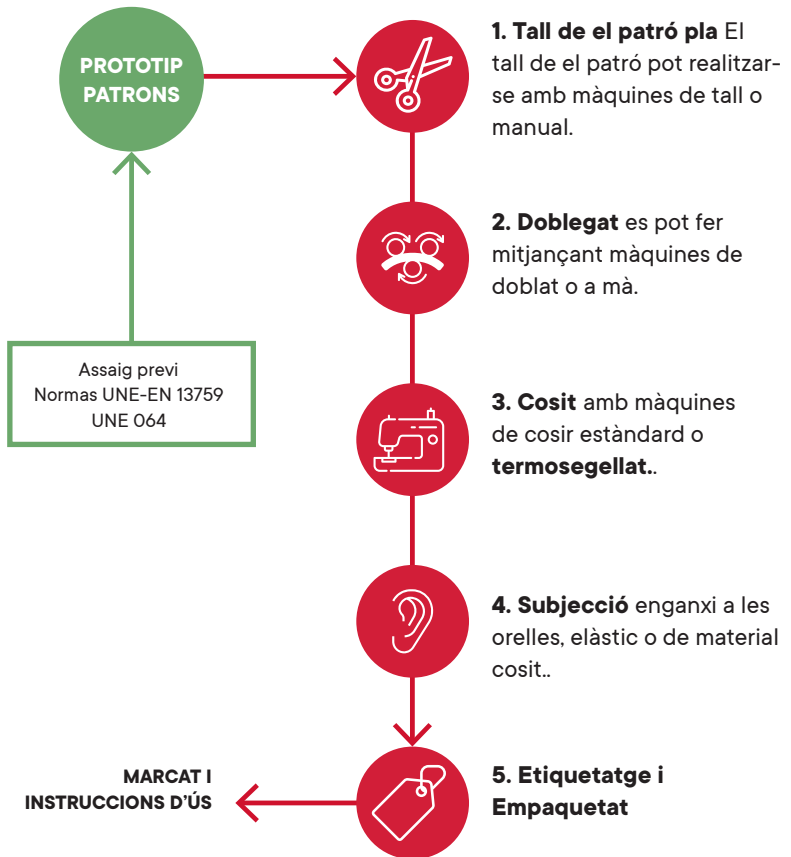 PROTOTIP
PATRONS
1. Tall de el patró pla El
tall de el patró pot realitzar-
se amb màquines de tall o
manual.
2. Doblegat es pot fer
mitjançant màquines de
doblat o a mà.
Assaig previ
Normas UNE-EN 13759
UNE 064
3. Cosit amb màquines
de cosir estàndard o
termosegellat..
4. Subjecció enganxi a les
orelles, elàstic o de material
cosit..
5. Etiquetatge i
Empaquetat
MARCAT I
INSTRUCCIONS D’ÚS